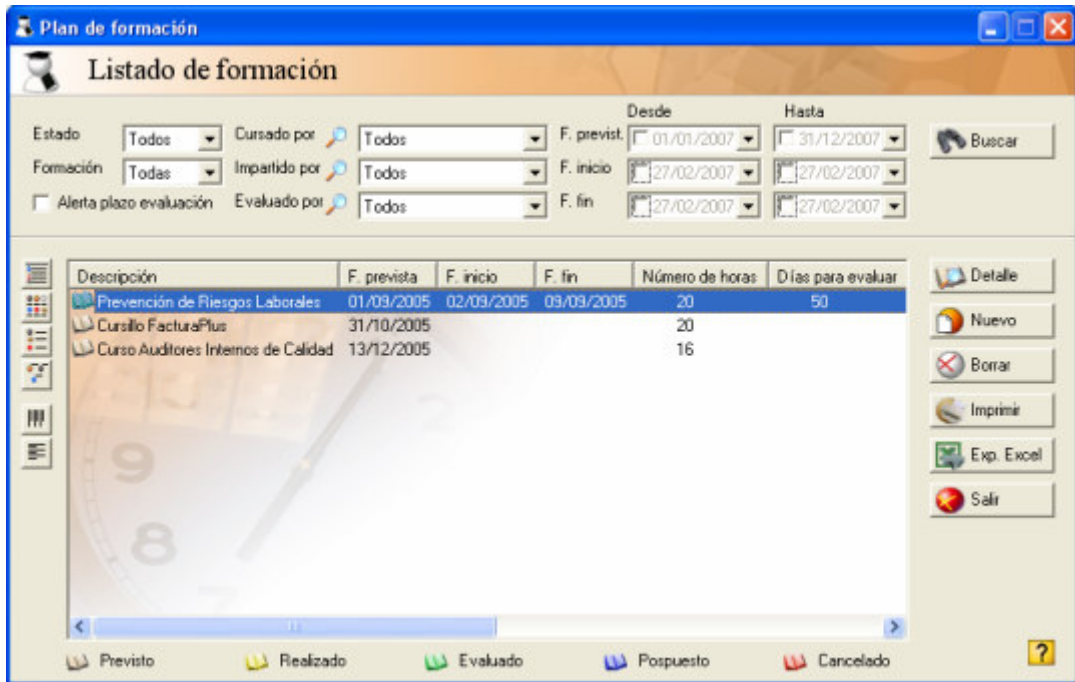 Plan de formación
Listado de formación
Desde Hasta
Estado Todos Cursado por Todos F. previst. 01/01/2007 31/12/2007 Buscar
Formación Todas Impartido por Todos F. inicio 27/02/2007 27/02/2007
Alerta plazo evaluación Evaluado por Todos F. fin 27/02/2007 27/02/2007
Descripción F. prevista F. inicio F. fin Número de horas Días para evaluar Detalle
Prevención de Riesgos Laborales 01/09/2005 02/09/2005 09/09/2005 20 50
Cursillo FacturaPlus 31/10/2005 20 Nuevo
Curso Auditores Internos de Calidad 13/12/2005 16
Borrar
Imprimir
Exp. Excel
Salir
9
8
7
Previsto Realizado Evaluado Pospuesto Cancelado ?